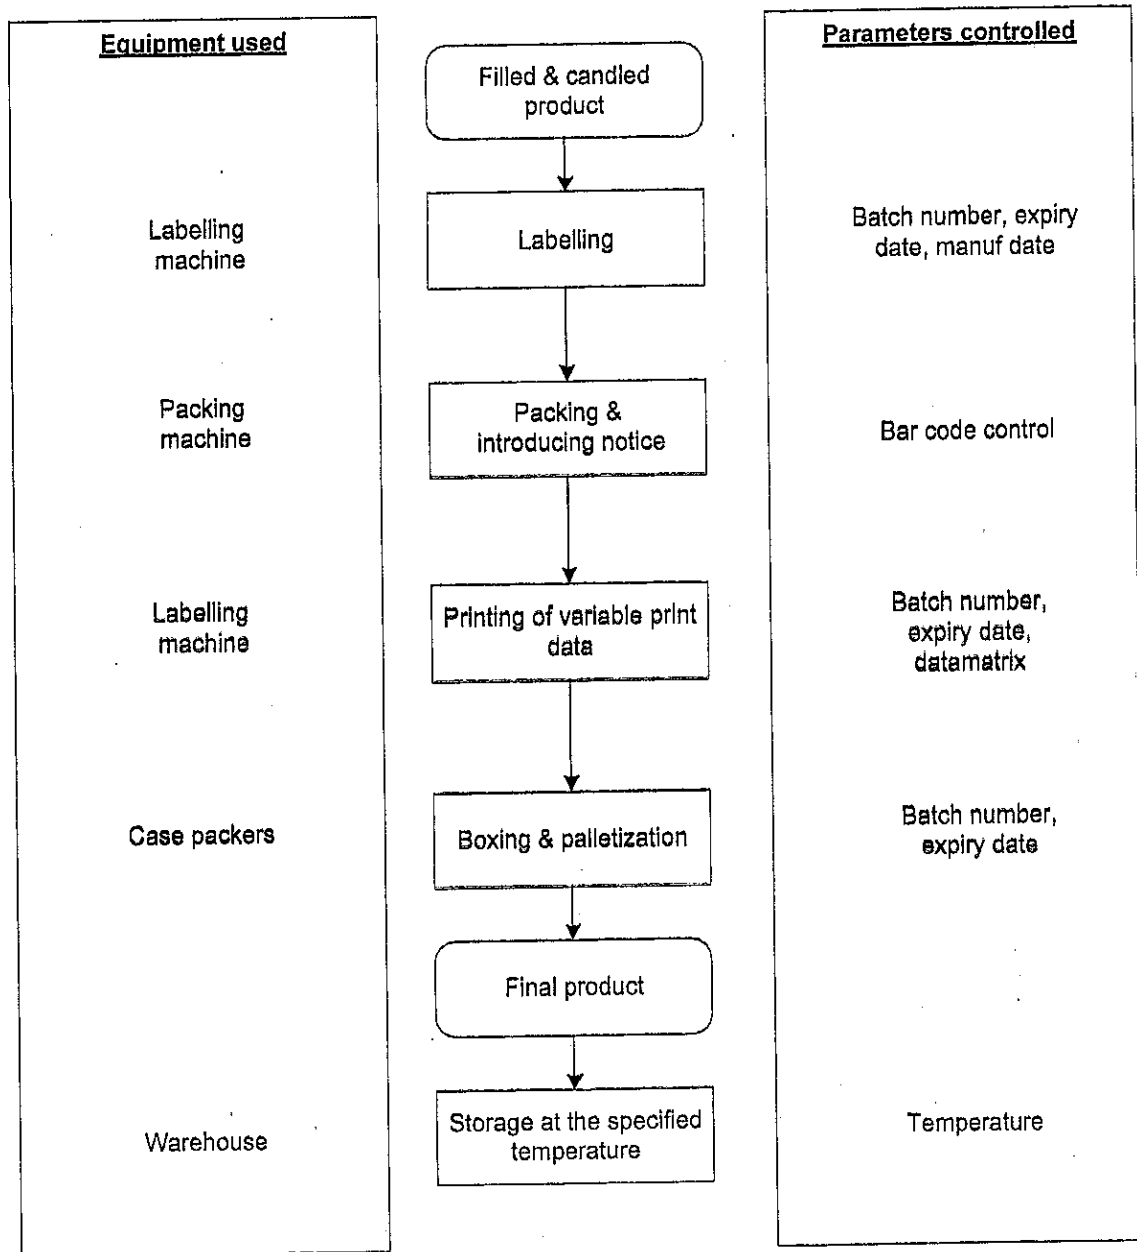 Equipment used
Parameters controlled
Filled & candled
product
Labelling
machine
Labelling
Batch number, expiry
date, manuf date
Packing
machine
Packing &
introducing notice
Bar code control
Labelling
machine
Printing of variable print
data
Batch number,
expiry date,
datamatrix
Case packers
Boxing & palletization
Batch number,
expiry date
Final product
Warehouse
Storage at the specified
temperature
Temperature